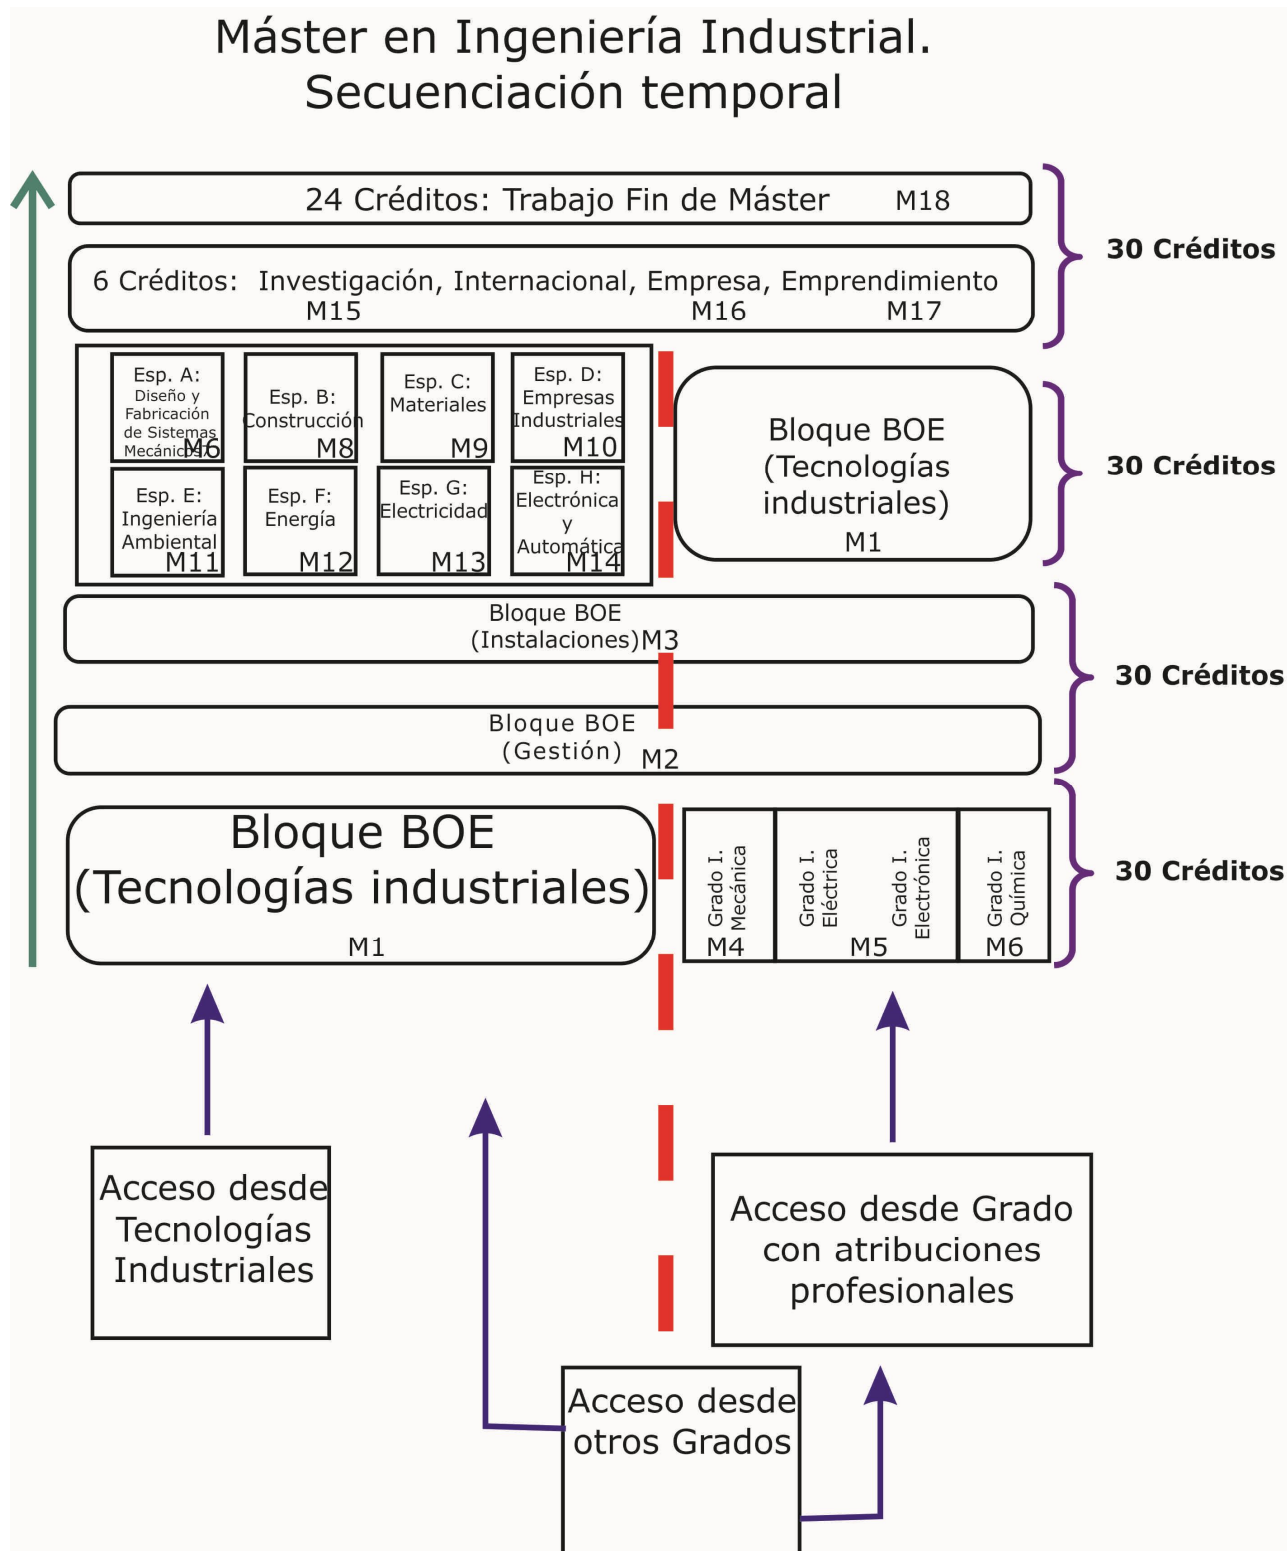 Máster en Ingeniería Industrial.
Secuenciación temporal
24 Créditos: Trabajo Fin de Máster M18
6 Créditos: Investigación, Internacional, Empresa, Emprendimiento
M15 M16 M17
30 Créditos
Esp. A:
Diseño y
Fabricación
de Sistemas
Mecánicos7
M6
Esp. B:
Construcción
M8
Esp. C:
Materiales
M9
Esp. D:
Empresas
Industriales
M10
Esp. E:
Ingeniería
Ambiental
M11
Esp. F:
Energía
M12
Esp. G:
Electricidad
M13
Esp. H:
Electrónica
y
Automática
M14
Bloque BOE
(Tecnologías
industriales)
M1
30 Créditos
Bloque BOE
(Instalaciones) M3
Bloque BOE
(Gestión) M2
30 Créditos
Bloque BOE
(Tecnologías industriales)
M1
Grado I.
Mecánica
M4
Grado I.
Eléctrica
Grado I.
Electrónica
M5
Grado I.
Química
M6
30 Créditos
Acceso desde
Tecnologías
Industriales
Acceso desde Grado
con atribuciones
profesionales
Acceso desde
otros Grados